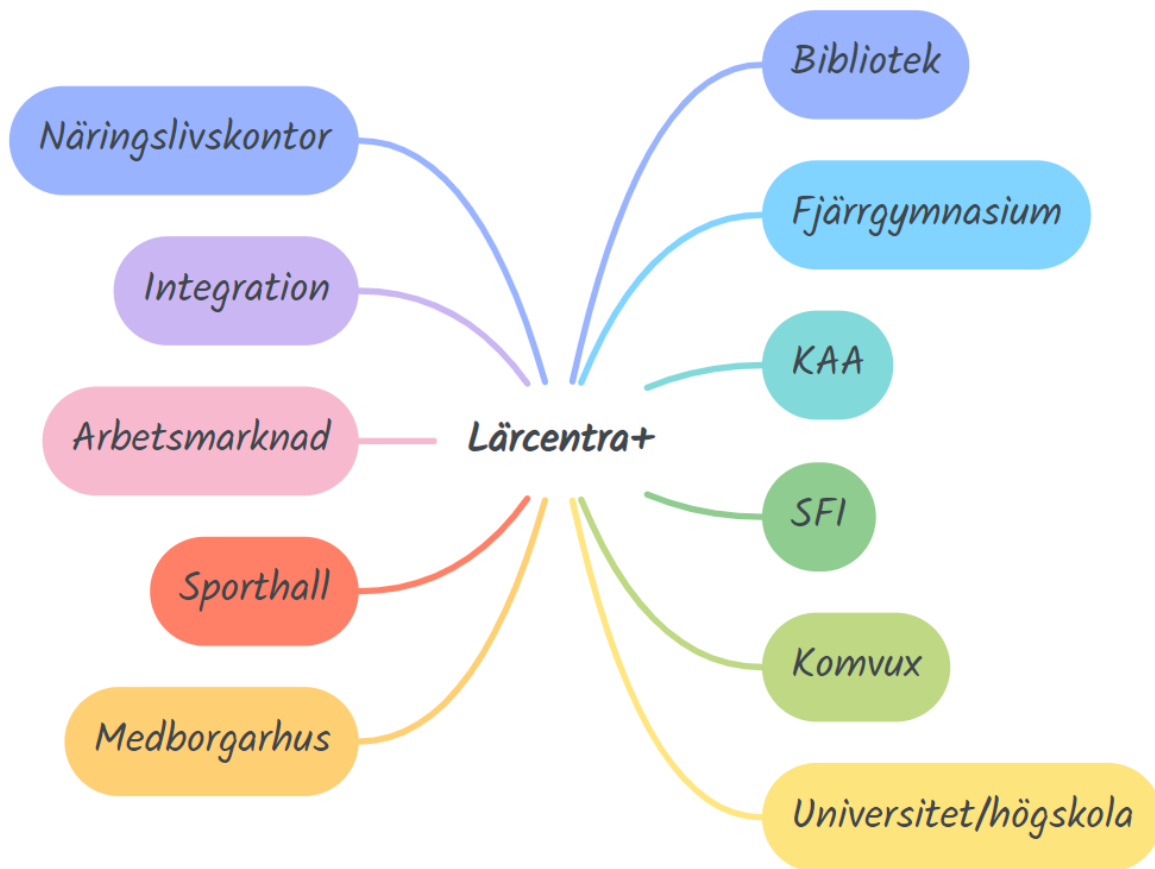 Bibliotek
Näringslivskontor
Fjärrgymnasium
Integration
KAA
Arbetsmarknad
Lärcentra+
SFI
Sporthall
Komvux
Medborgarhus
Universitet/högskola